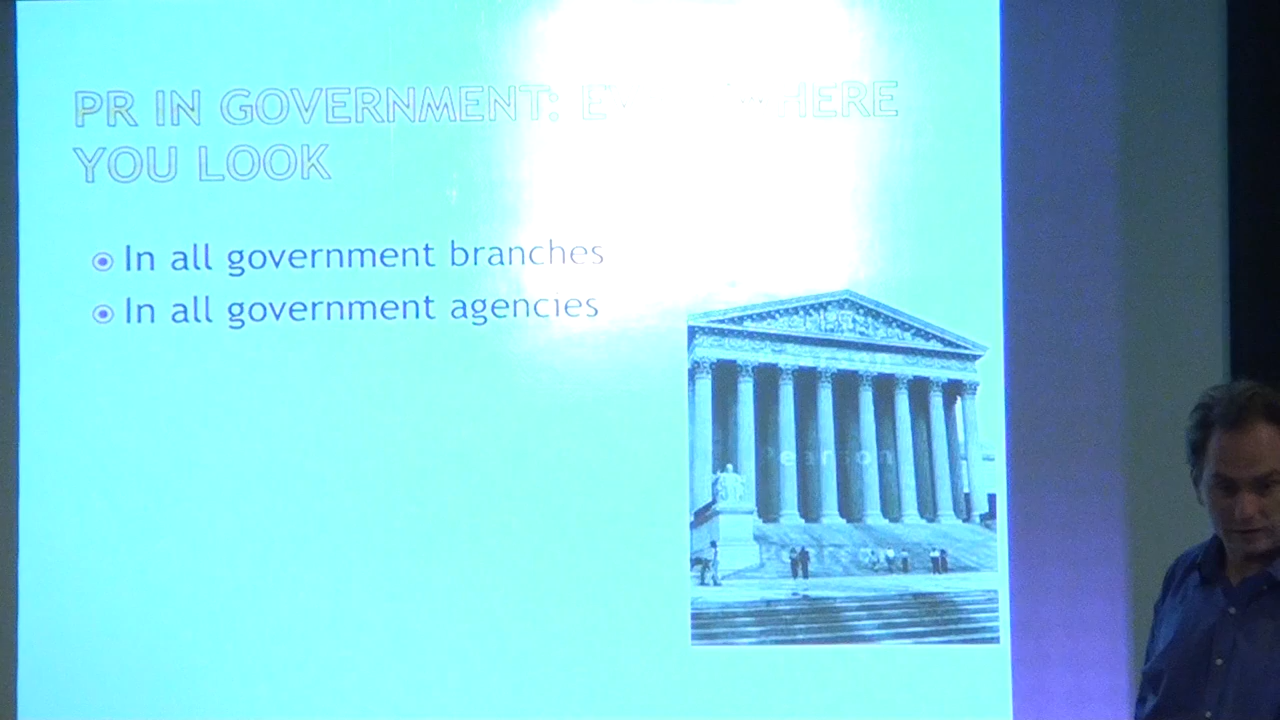 PR IN GOVERNMENT: HERE
YOU LOOK
In all government branches
In all government agencies
Pearson